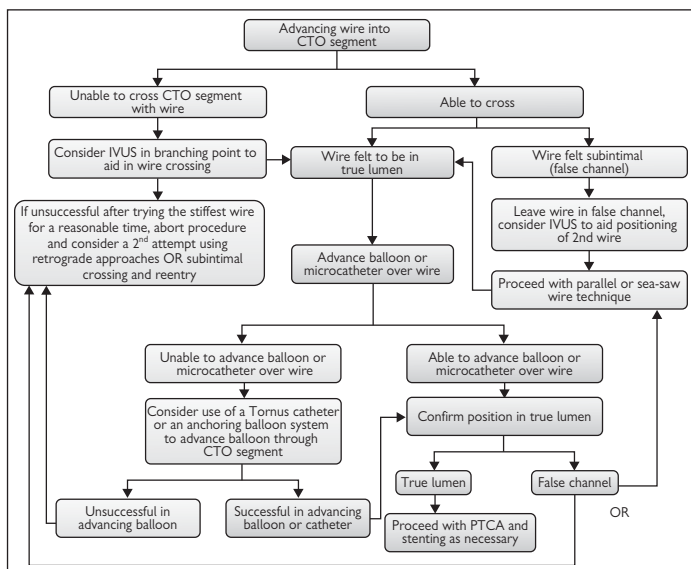 Advancing wire into
CTO segment
Unable to cross CTO segment
with wire
Able to cross
Consider IVUS in branching point to
aid in wire crossing
Wire felt to be in
true lumen
Wire felt subintimal
(false channel)
If unsuccessful after trying the stiffest wire
for a reasonable time, abort procedure
and consider a 2nd attempt using
retrograde approaches OR subintimal
crossing and reentry
Leave wire in false channel,
consider IVUS to aid positioning
of 2nd wire
Advance balloon or
microcatheter over wire
Proceed with parallel or sea-saw
wire technique
Unable to advance balloon or
microcatheter over wire
Able to advance balloon or
microcatheter over wire
Consider use of a Tornus catheter
or an anchoring balloon system
to advance balloon through
CTO segment
Confirm position in true lumen
True lumen
False channel
Unsuccessful in
advancing balloon
Successful in advancing
balloon or catheter
OR
Proceed with PTCA and
stenting as necessary